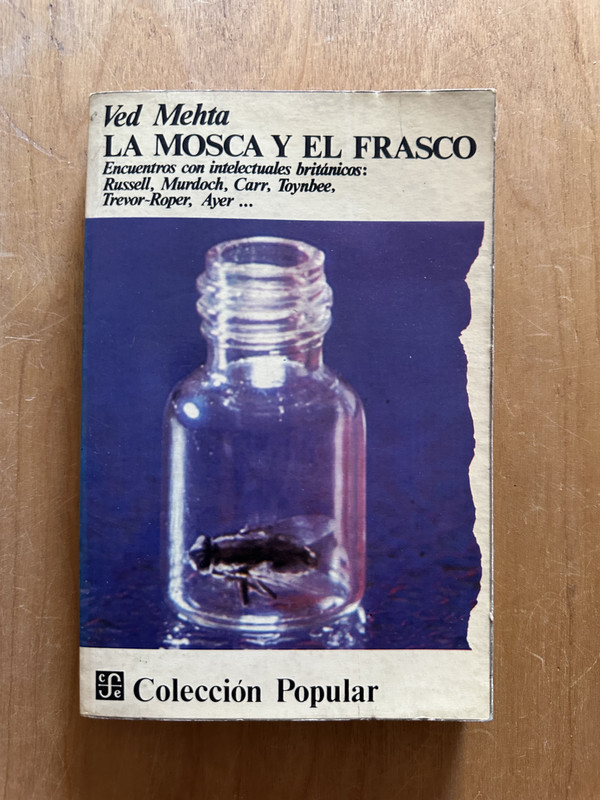 Ved Mehta
LA MOSCA Y EL FRASCO
Encuentros con intelectuales británicos:
Russell, Murdoch, Carr, Toynbee,
Trevor-Roper, Ayer ...
cfe Colección Popular